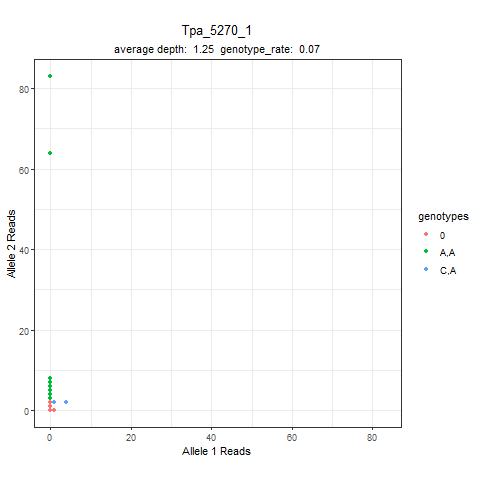 Tpa_5270_1
average depth: 1.25 genotype_rate: 0.07
80
60
40
20
0
Allele 2 Reads
0 20 40 60 80
Allele 1 Reads
genotypes
0
A,A
C,A